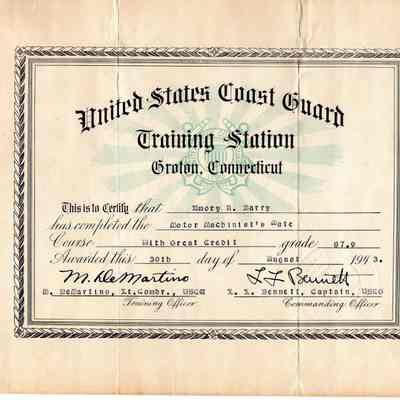 United States Coast Guard
Training Station
Groton, Connecticut
This is to Certify that Emory R. Marry
has completed the Motor Machinist's Mate
Course With Great Credit grade 87.9
Awarded this 30th day of August 1943.
M. DeMartino L F Bennett
M. DeMartino, Lt. Comdr., USCG Bennett, Captain, USCG
Training Officer Commanding Officer